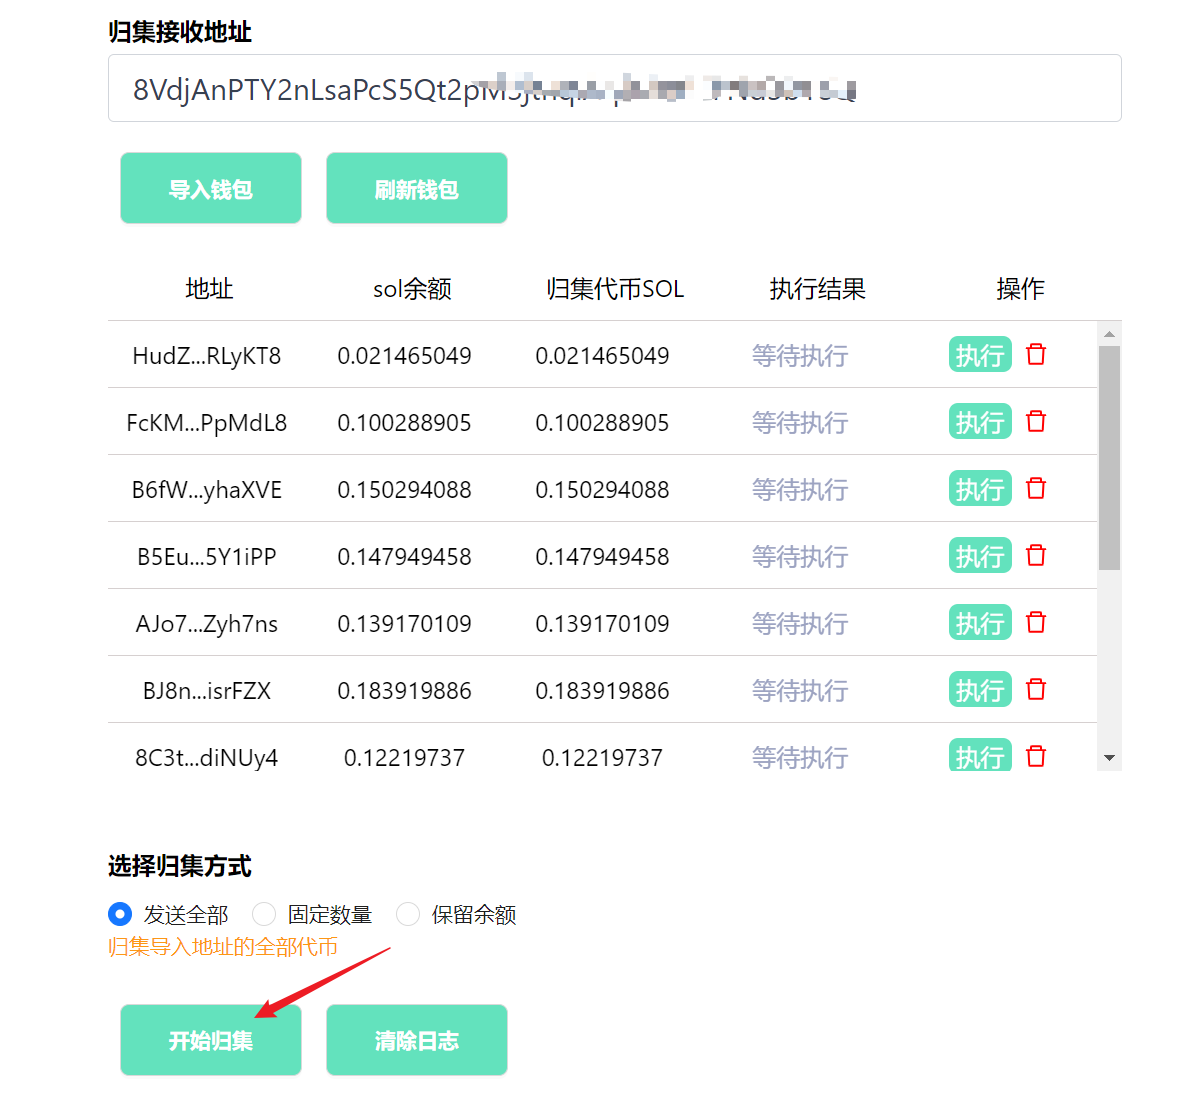 归集接收地址
8VdjAnPTY2nLsaPcS5Qt2p
导入钱包 刷新钱包
地址 sol余额 归集代币SOL 执行结果 操作
HudZ...RLyKT8 0.021465049 0.021465049 等待执行 执行
FcKM...PpMdL8 0.100288905 0.100288905 等待执行 执行
B6fW...yhaXVE 0.150294088 0.150294088 等待执行 执行
B5Eu...5Y1iPP 0.147949458 0.147949458 等待执行 执行
AJo7...Zyh7ns 0.139170109 0.139170109 等待执行 执行
BJ8n...isrFZX 0.183919886 0.183919886 等待执行 执行
8C3t...diNUy4 0.12219737 0.12219737 等待执行 执行
选择归集方式
发送全部 固定数量 保留余额
归集导入地址的全部代币
开始归集 清除日志